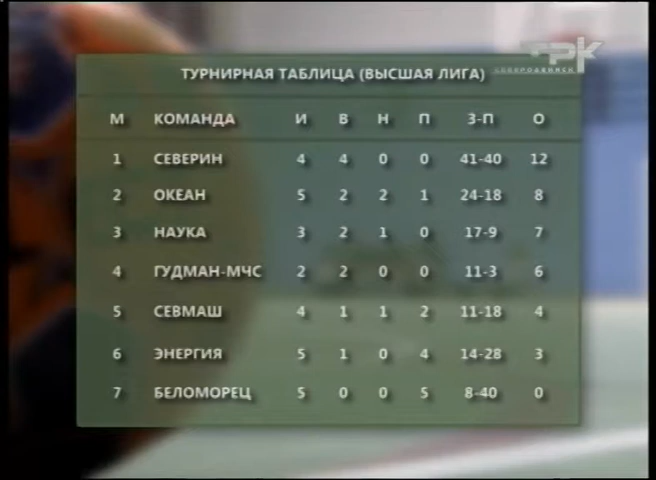 ТРК
СЕВЕРОДВИНСК
ТУРНИРНАЯ ТАБЛИЦА (ВЫСШАЯ ЛИГА)
М КОМАНДА И В Н П З-П О
1 СЕВЕРИН 4 4 0 0 41-40 12
2 ОКЕАН 5 2 2 1 24-18 8
3 НАУКА 3 2 1 0 17-9 7
4 ГУДМАН-МЧС 2 2 0 0 11-3 6
5 СЕВМАШ 4 1 1 2 11-18 4
6 ЭНЕРГИЯ 5 1 0 4 14-28 3
7 БЕЛОМОРЕЦ 5 0 0 5 8-40 0